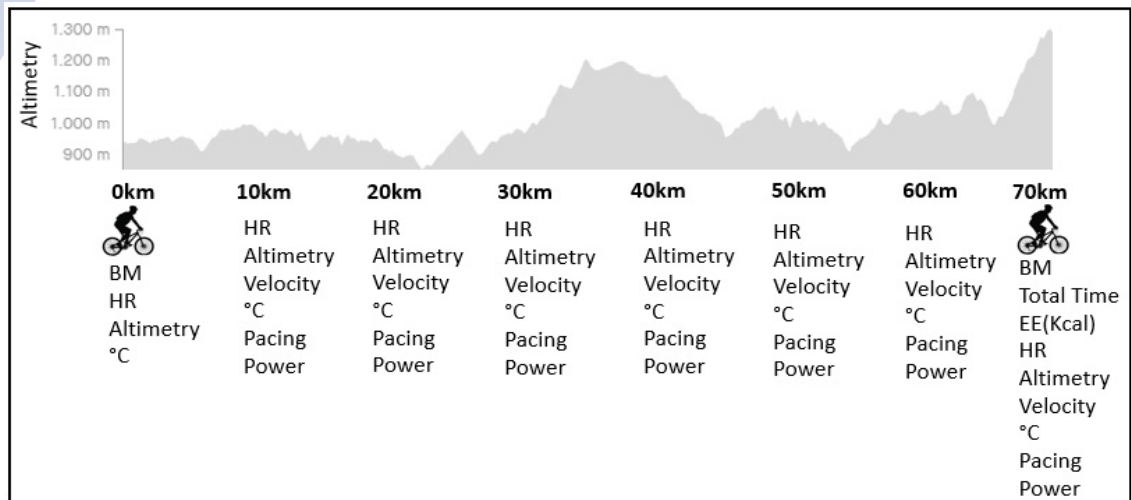 Altimetry
1.300 m
1.200 m
1.100 m
1.000 m
900 m
0km
10km
20km
30km
40km
50km
60km
70km
BM
HR
Altimetry
°C
HR
Altimetry
Velocity
°C
Pacing
Power
HR
Altimetry
Velocity
°C
Pacing
Power
HR
Altimetry
Velocity
°C
Pacing
Power
HR
Altimetry
Velocity
°C
Pacing
Power
HR
Altimetry
Velocity
°C
Pacing
Power
HR
Altimetry
Velocity
°C
Pacing
Power
BM
Total Time
EE(Kcal)
HR
Altimetry
Velocity
°C
Pacing
Power